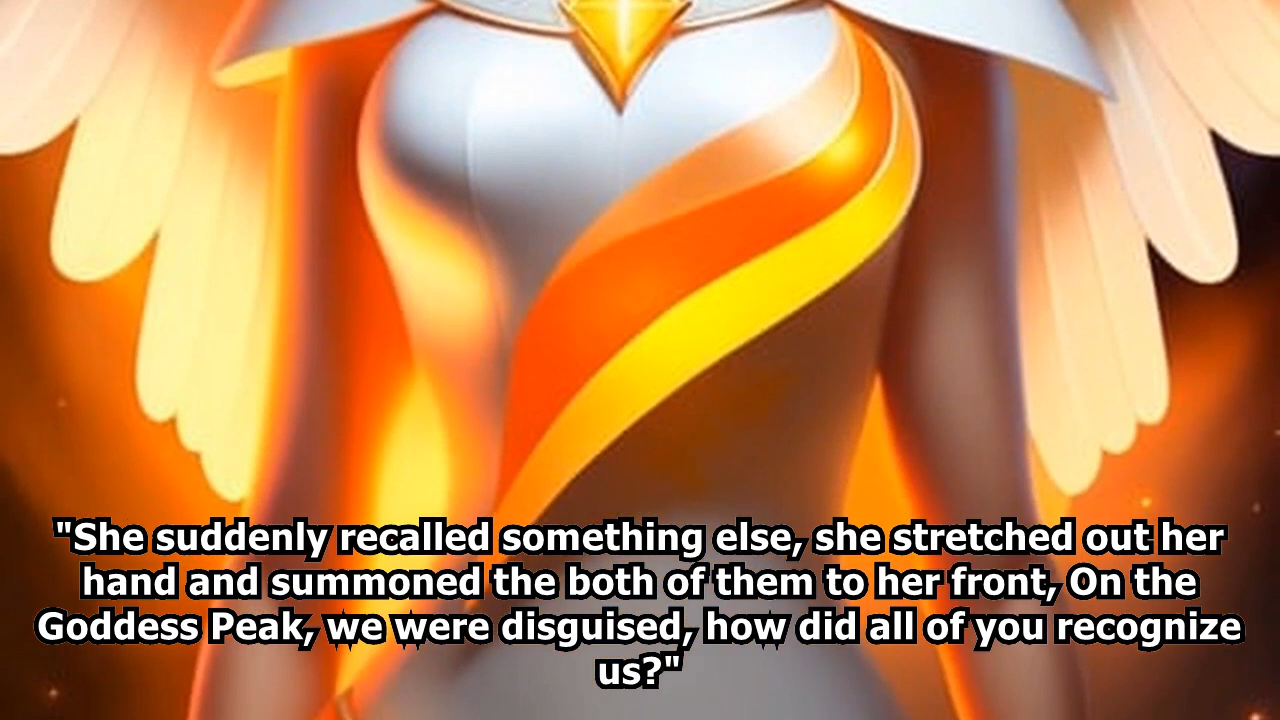 "She suddenly recalled something else, she stretched out her
hand and summoned the both of them to her front, On the
Goddess Peak, we were disguised, how did all of you recognize
us?"